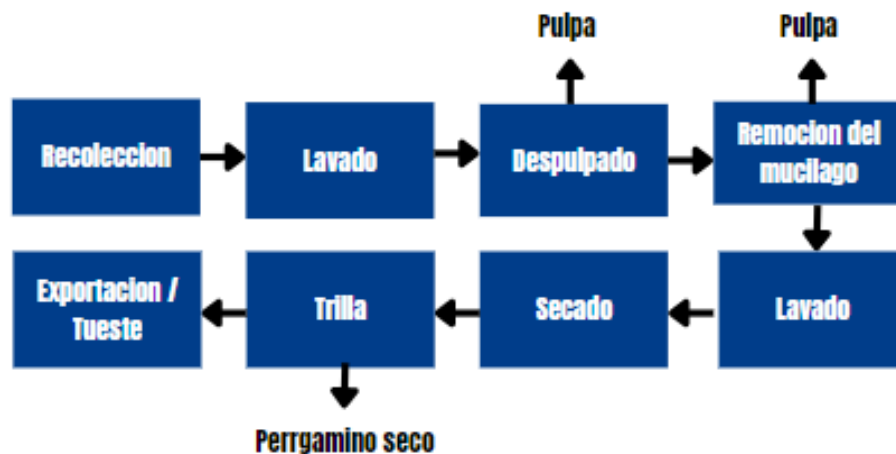 Pulpa
Pulpa
Recoleccion
Lavado
Despulpado
Remocion del
mucilago
Exportacion /
Tueste
Trilla
Secado
Lavado
Perrgamino seco